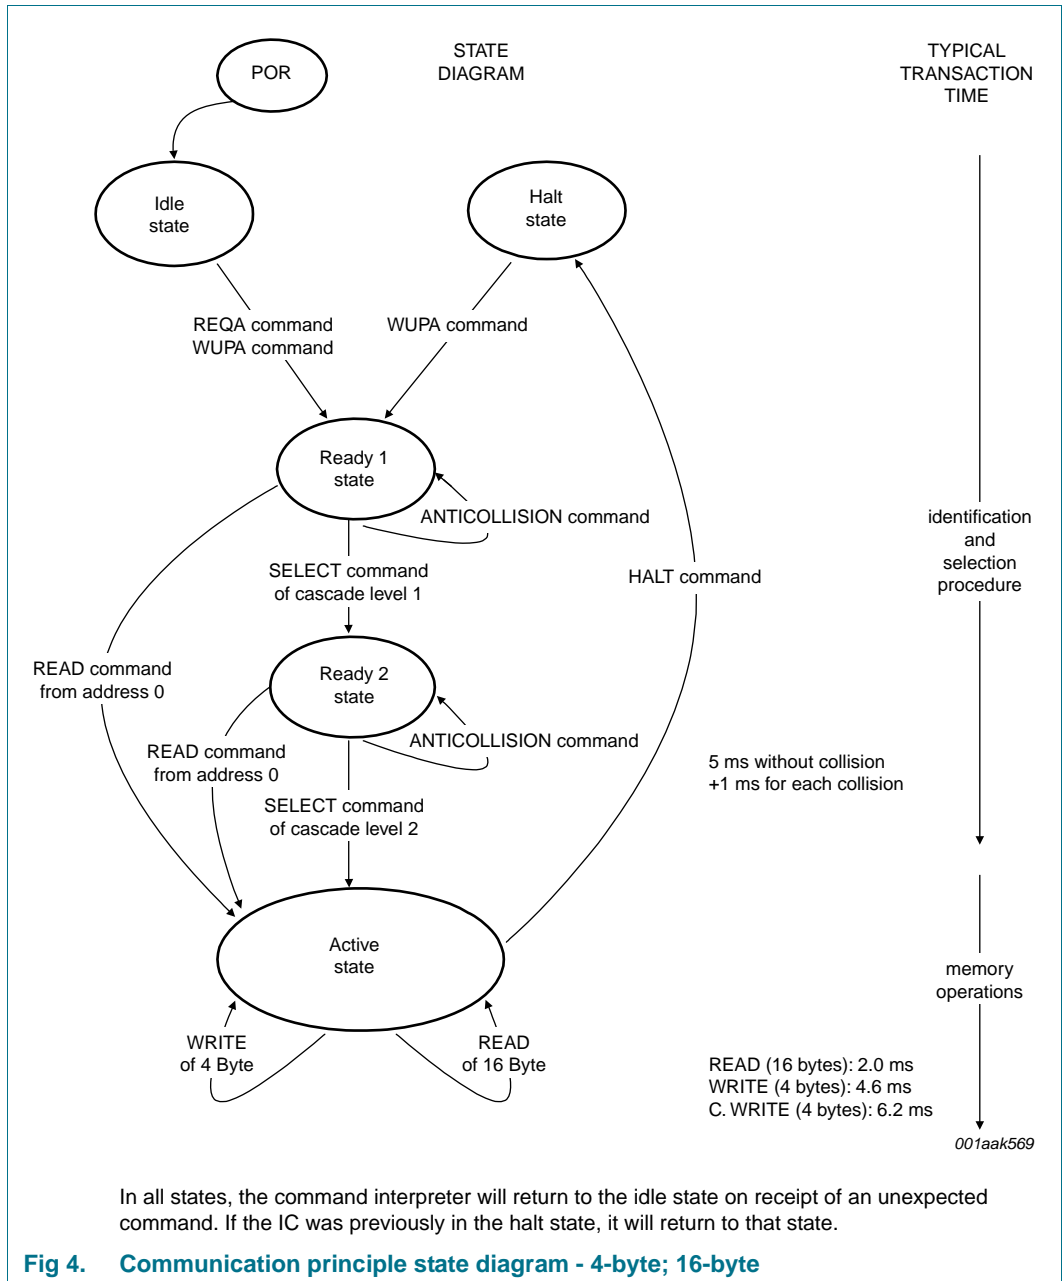 POR
STATE
DIAGRAM
TYPICAL
TRANSACTION
TIME
Idle
state
Halt
state
REQA command
WUPA command
WUPA command
Ready 1
state
ANTICOLLISION command
identification
and
selection
procedure
SELECT command
of cascade level 1
HALT command
READ command
from address 0
Ready 2
state
ANTICOLLISION command
READ command
from address 0
5 ms without collision
+1 ms for each collision
SELECT command
of cascade level 2
Active
state
memory
operations
WRITE
of 4 Byte
READ
of 16 Byte
READ (16 bytes): 2.0 ms
WRITE (4 bytes): 4.6 ms
C. WRITE (4 bytes): 6.2 ms
001aak569
In all states, the command interpreter will return to the idle state on receipt of an unexpected
command. If the IC was previously in the halt state, it will return to that state.
Fig 4. Communication principle state diagram - 4-byte; 16-byte